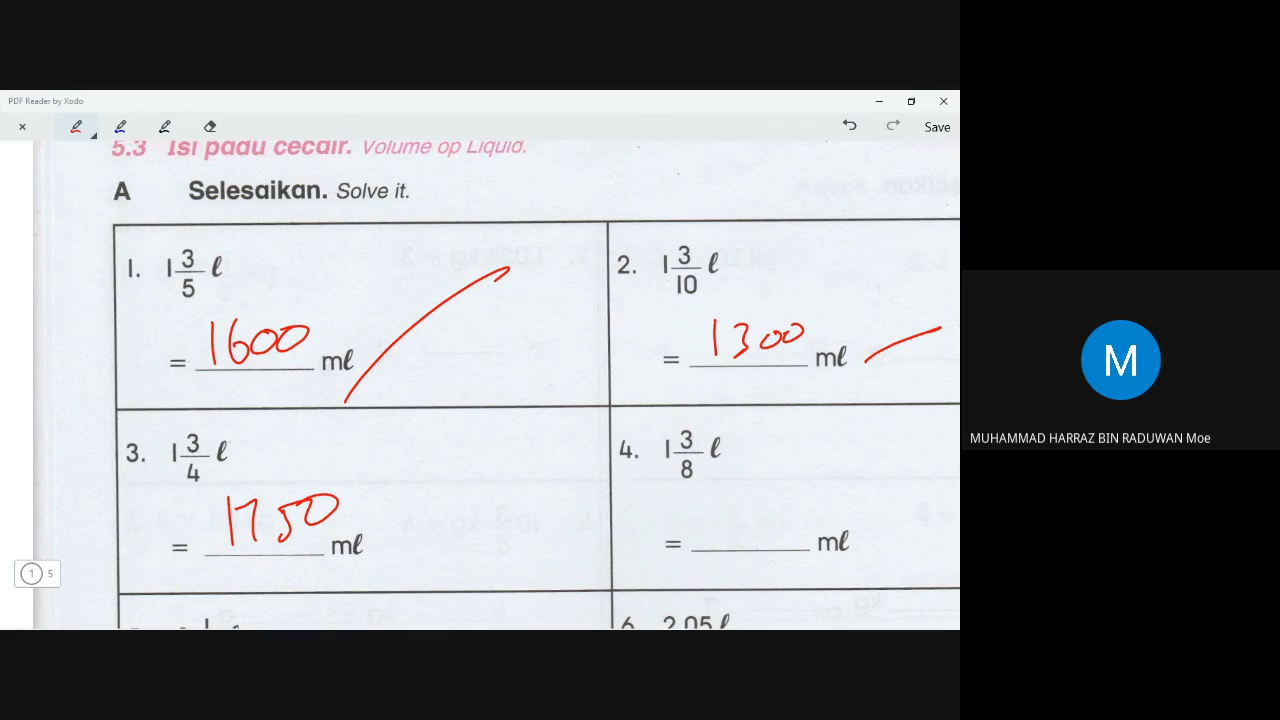 PDF Reader by Xodo
Save
5.3 Isi padu cecair. Volume op Liquid.
A Selesaikan. Solve it.
1. 1 3/5 ℓ
= 1600 mℓ
2. 1 3/10 ℓ
= 1300 mℓ
3. 1 3/4 ℓ
= 1750 mℓ
4. 1 3/8 ℓ
= ________ mℓ
6. 2.05 ℓ
1 5
M
MUHAMMAD HARRAZ BIN RADUWAN Moe